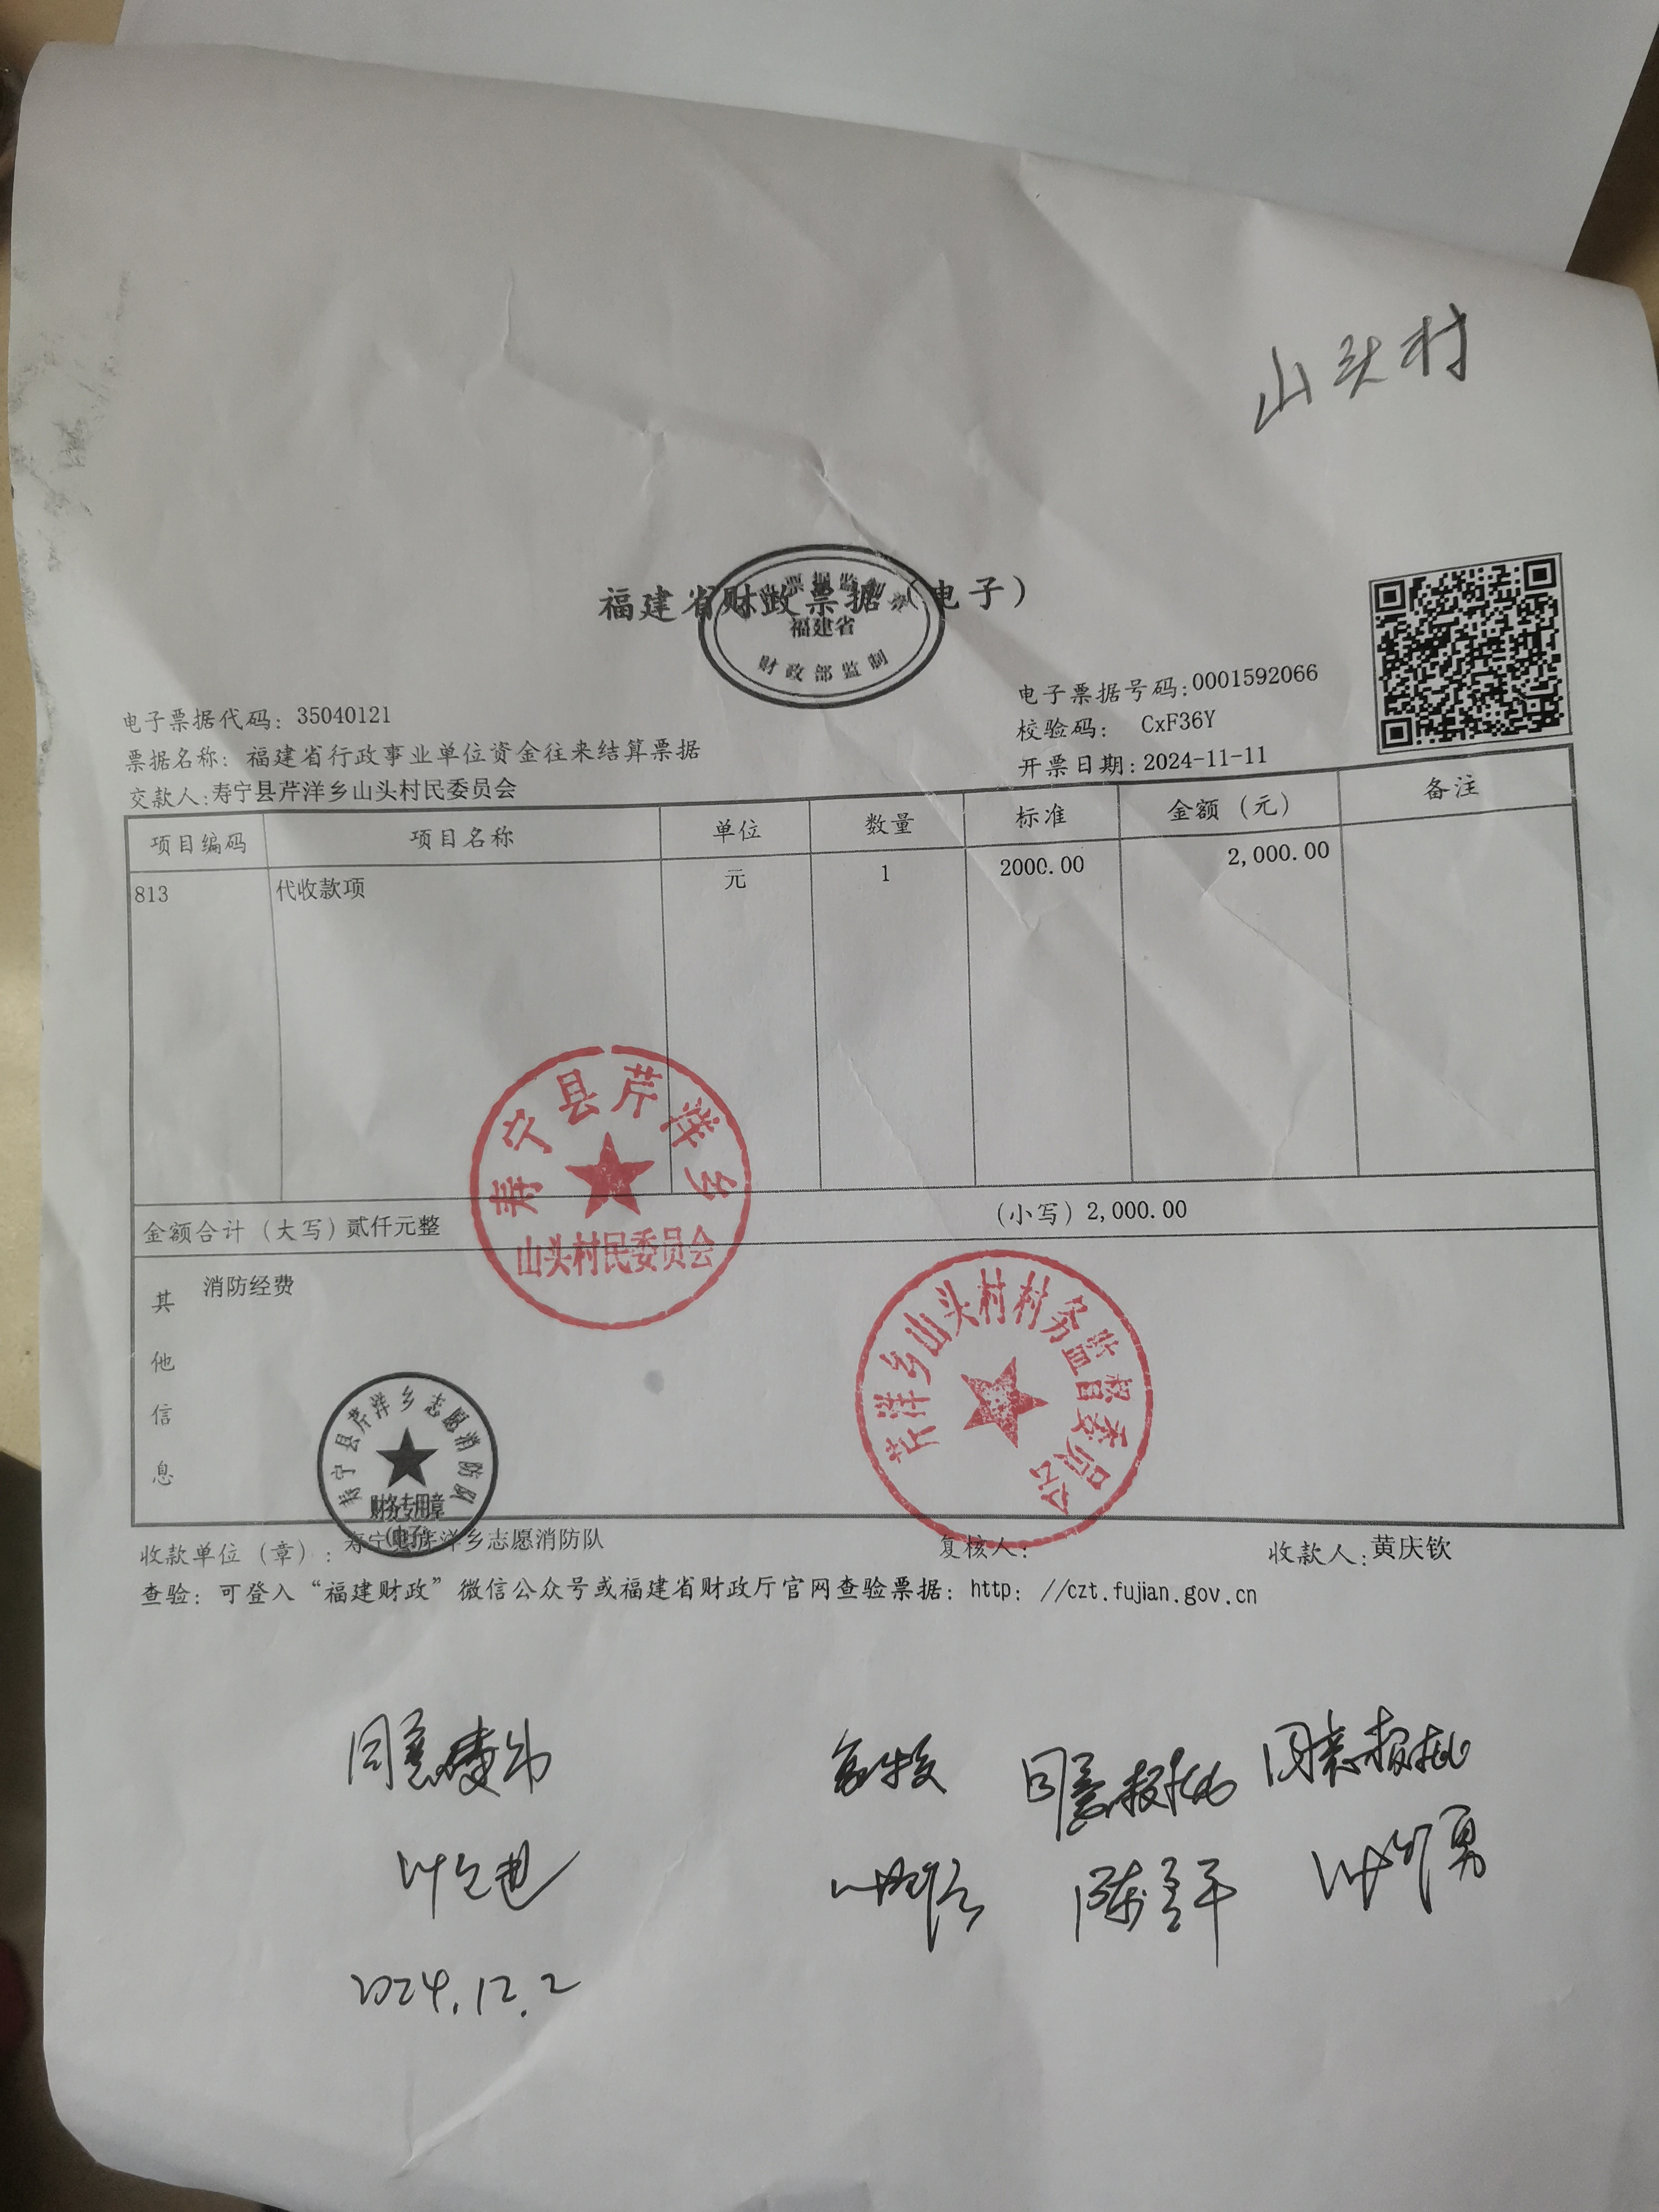 山头村
福建省财政票据（电子）
福建省
财政部监制
电子票据代码：35040121
电子票据号码：0001592066
票据名称：福建省行政事业单位资金往来结算票据
校验码：CxF36Y
交款人：寿宁县芹洋乡山头村民委员会
开票日期：2024-11-11
项目编码 项目名称 单位 数量 标准 金额（元） 备注
813 代收款项 元 1 2000.00 2,000.00
寿宁县芹洋乡
山头村民委员会
金额合计（大写）贰仟元整 （小写）2,000.00
其他信息 消防经费
芹洋乡山头村村务监督委员会
寿宁县芹洋乡志愿消防队
财务专用章
(电子)
收款单位（章）：寿宁县芹洋乡志愿消防队 复核人： 收款人：黄庆钦
查验：可登入“福建财政”微信公众号或福建省财政厅官网查验票据：http：//czt.fujian.gov.cn
同意 同意报批 同意报批
2024.12.2